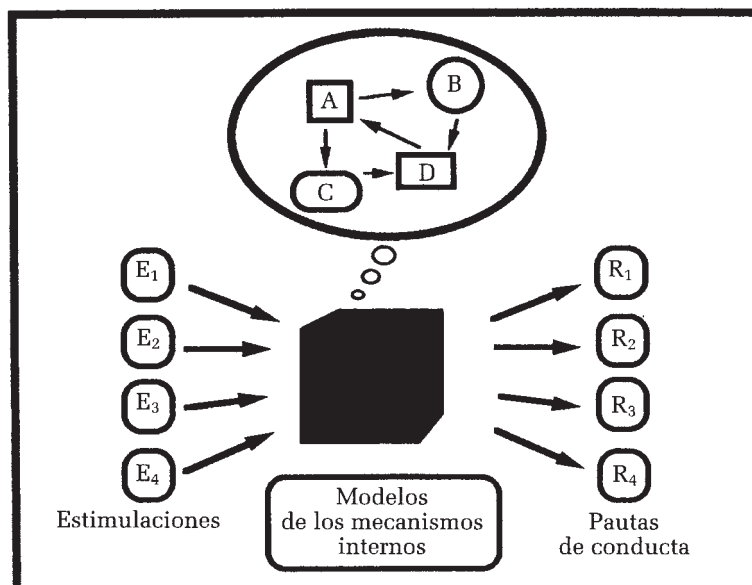 A
B
C
D
E₁
R₁
E₂
R₂
E₃
R₃
E₄
R₄
Estimulaciones
Modelos
de los mecanismos
internos
Pautas
de conducta